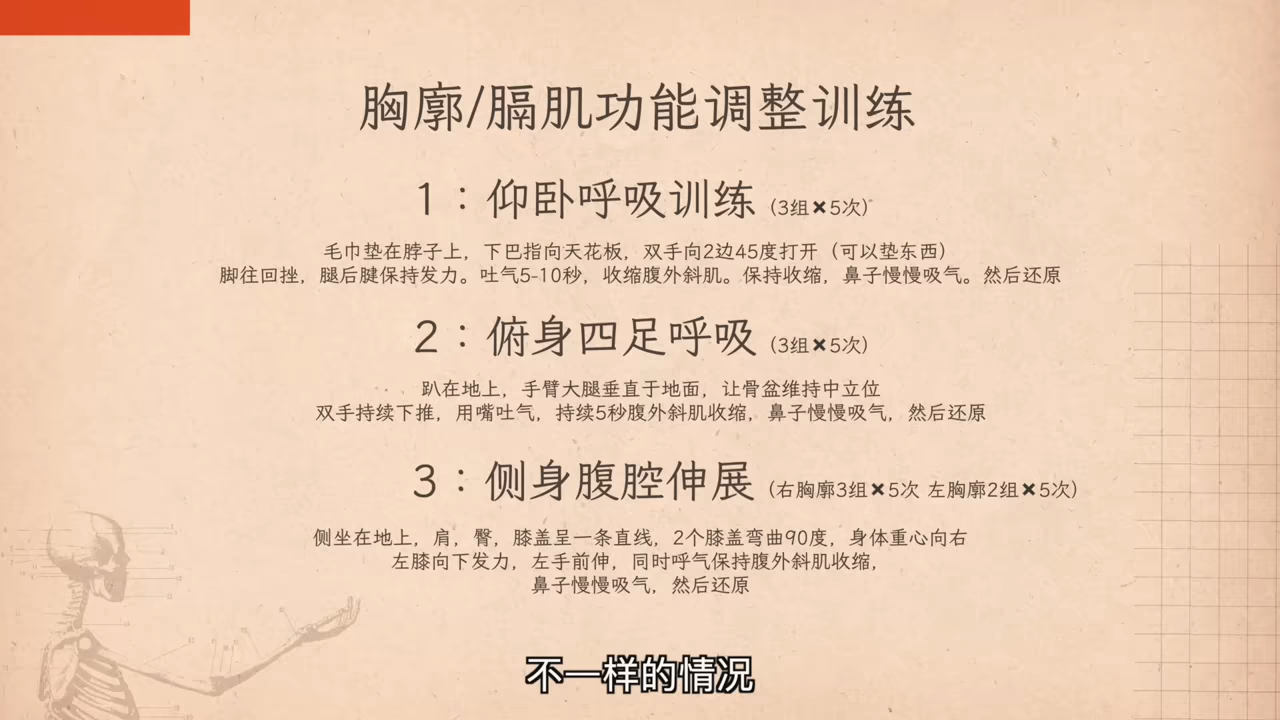 胸廓/膈肌功能调整训练
1：仰卧呼吸训练（3组✖5次）
毛巾垫在脖子上，下巴指向天花板，双手向2边45度打开（可以垫东西）
脚往回挫，腿后腱保持发力。吐气5-10秒，收缩腹外斜肌。保持收缩，鼻子慢慢吸气。然后还原
2：俯身四足呼吸（3组✖5次）
趴在地上，手臂大腿垂直于地面，让骨盆维持中立位
双手持续下推，用嘴吐气，持续5秒腹外斜肌收缩，鼻子慢慢吸气，然后还原
3：侧身腹腔伸展（右胸廓3组✖5次 左胸廓2组✖5次）
侧坐在地上，肩，臀，膝盖呈一条直线，2个膝盖弯曲90度，身体重心向右
左膝向下发力，左手前伸，同时呼气保持腹外斜肌收缩，
鼻子慢慢吸气，然后还原
不一样的情况